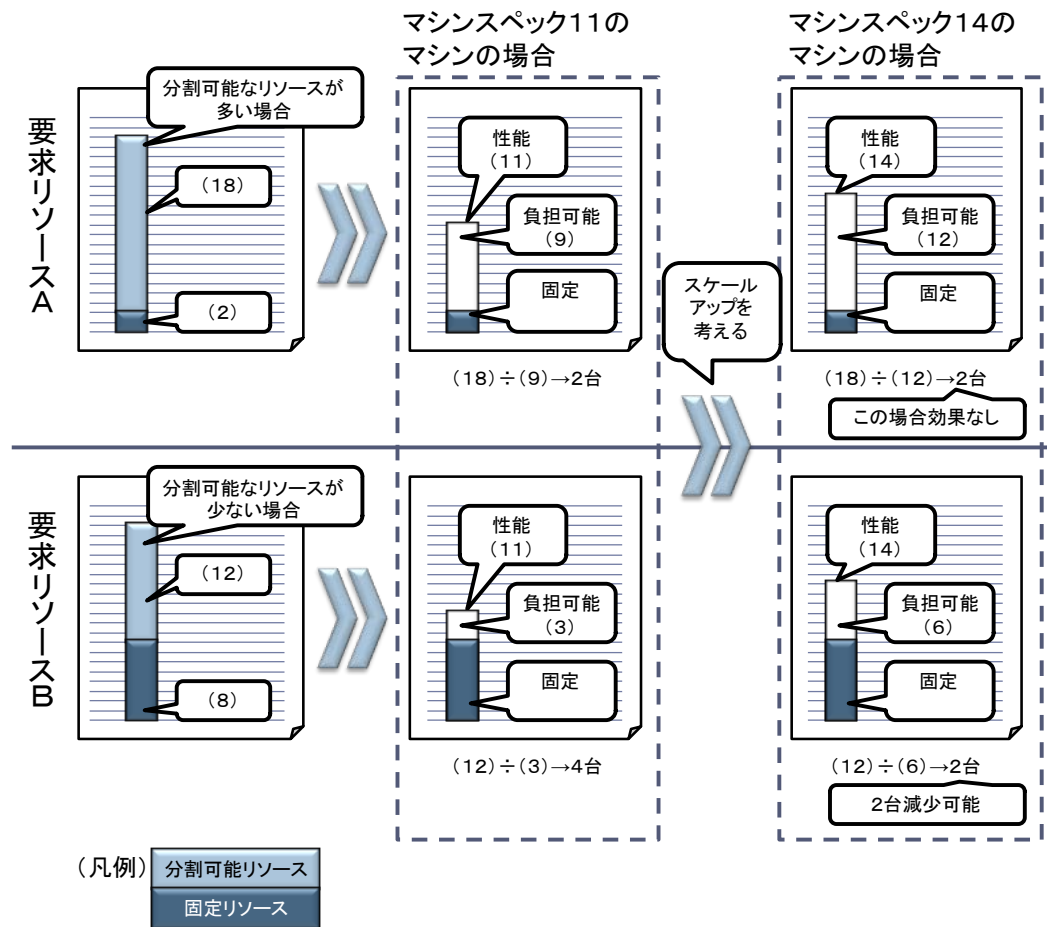 マシンスペック11の
マシンの場合
マシンスペック14の
マシンの場合
要求リソースA
分割可能なリソースが
多い場合
(18)
(2)
性能
(11)
負担可能
(9)
固定
(18)÷(9)→2台
スケール
アップを
考える
性能
(14)
負担可能
(12)
固定
(18)÷(12)→2台
この場合効果なし
要求リソースB
分割可能なリソースが
少ない場合
(12)
(8)
性能
(11)
負担可能
(3)
固定
(12)÷(3)→4台
性能
(14)
負担可能
(6)
固定
(12)÷(6)→2台
2台減少可能
(凡例)
分割可能リソース
固定リソース